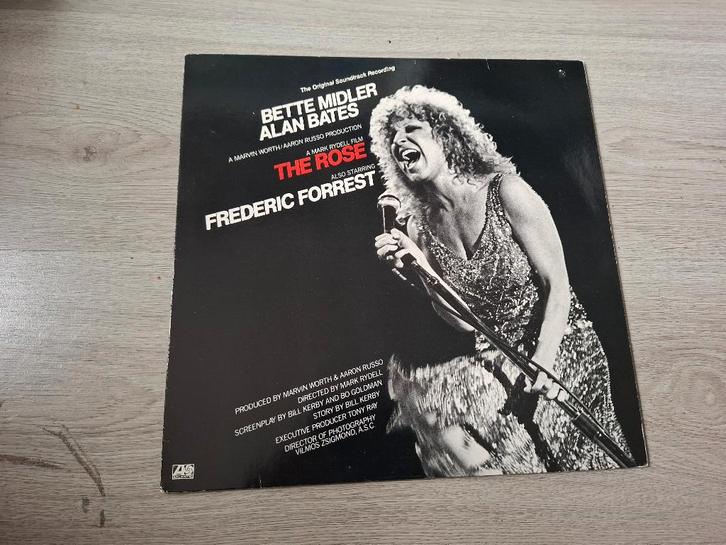 The Original Soundtrack Recording
BETTE MIDLER
ALAN BATES
A MARVIN WORTH/AARON RUSSO PRODUCTION
A MARK RYDELL FILM
THE ROSE
ALSO STARRING
FREDERIC FORREST
PRODUCED BY MARVIN WORTH & AARON RUSSO
DIRECTED BY MARK RYDELL
SCREENPLAY BY BILL KERBY AND BO GOLDMAN
STORY BY BILL KERBY
EXECUTIVE PRODUCER TONY RAY
DIRECTOR OF PHOTOGRAPHY
VILMOS ZSIGMOND, A.S.C.
ATLANTIC